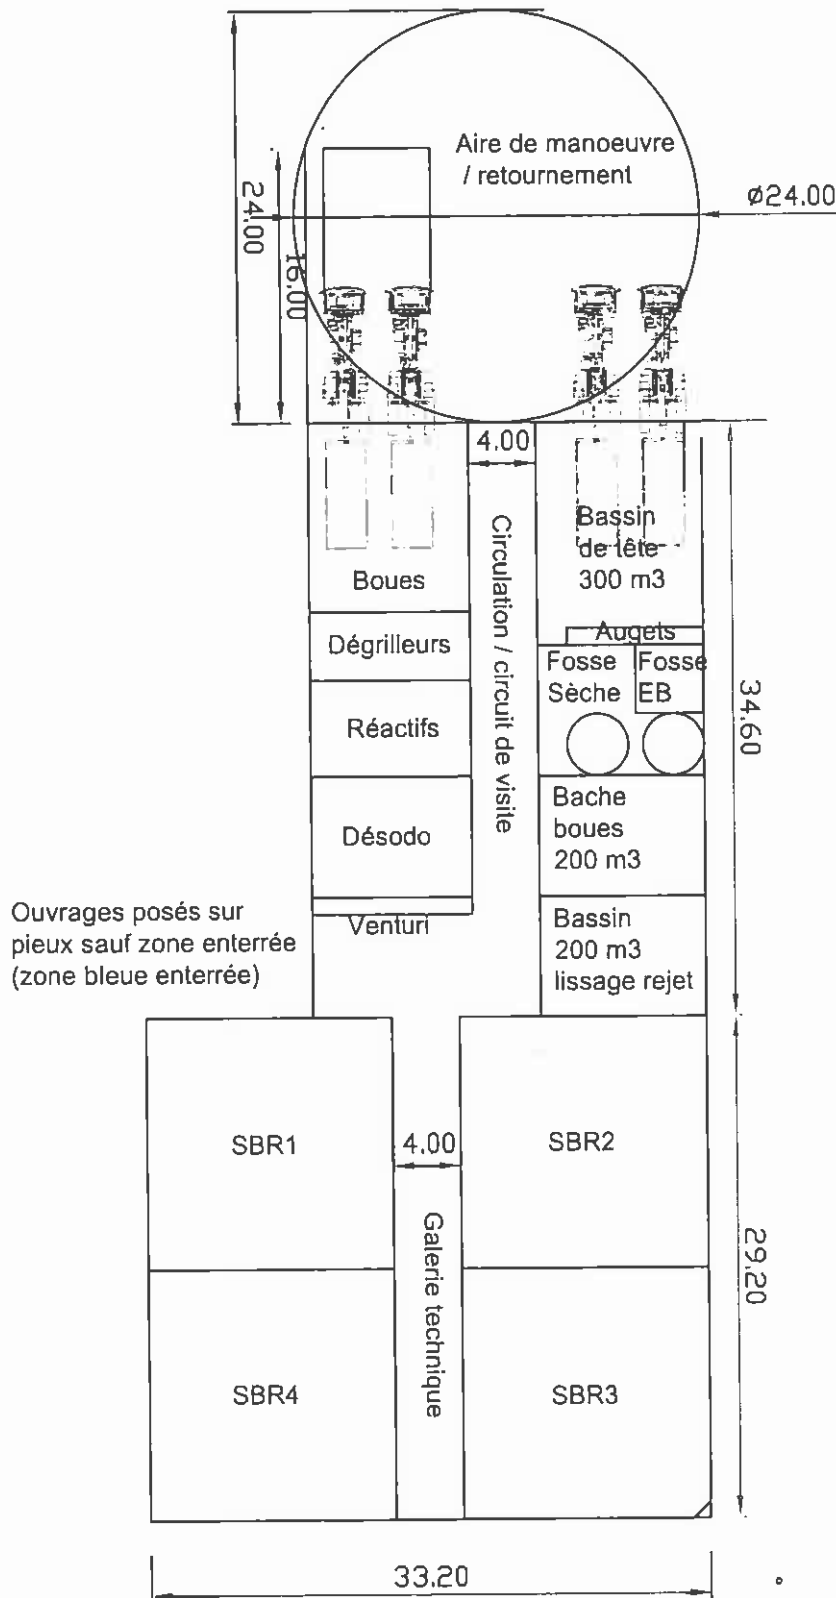 Aire de manoeuvre
/ retournement
ø24.00
24.00
16.00
4.00
Circulation / circuit de visite
Bassin
de tête
300 m3
Boues
Dégrilleurs
Augets
Fosse
Sèche
Fosse
EB
34.60
Réactifs
Désodo
Bache
boues
200 m3
Venturi
Bassin
200 m3
lissage rejet
Ouvrages posés sur
pieux sauf zone enterrée
(zone bleue enterrée)
SBR1
4.00
SBR2
Galerie technique
29.20
SBR4
SBR3
33.20